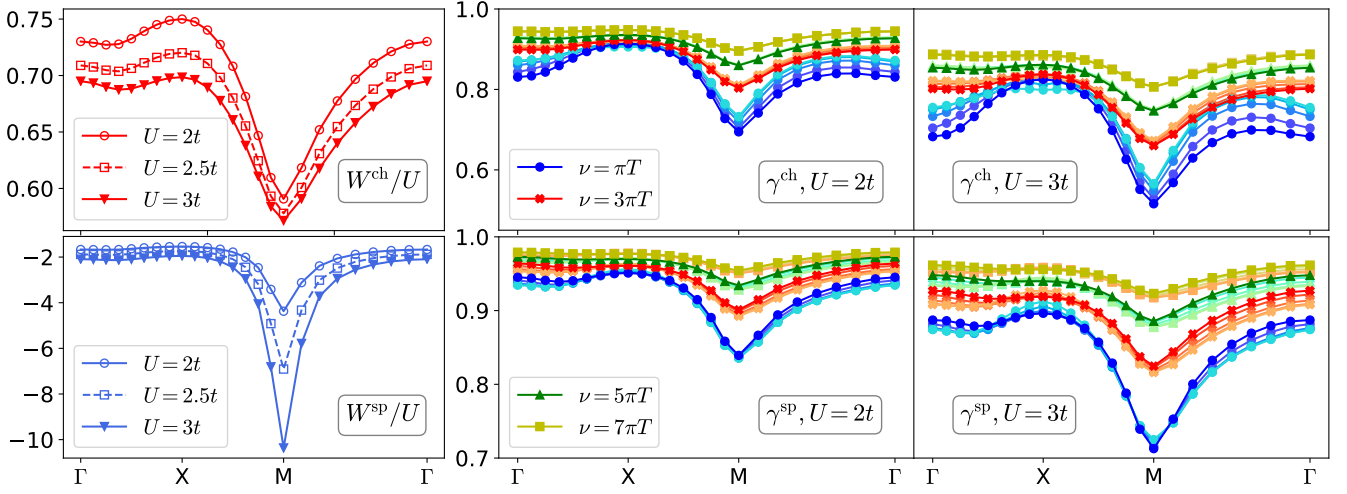 0.75
0.70
0.65
0.60
U = 2t
U = 2.5t
U = 3t
W^ch/U
1.0
0.8
0.6
ν = πT
ν = 3πT
γ^ch, U = 2t
γ^ch, U = 3t
−2
−4
−6
−8
−10
U = 2t
U = 2.5t
U = 3t
W^sp/U
1.0
0.9
0.8
0.7
ν = 5πT
ν = 7πT
γ^sp, U = 2t
γ^sp, U = 3t
Γ X M Γ
Γ X M Γ
Γ X M Γ